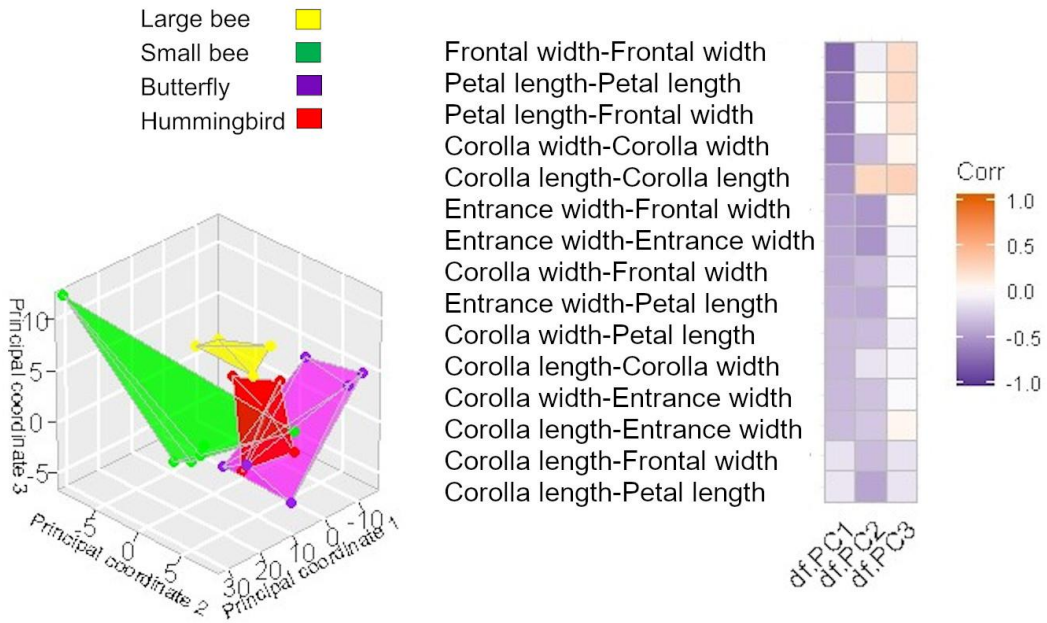 Large bee
Small bee
Butterfly
Hummingbird
Principal coordinate 3
10
5
0
-5
Principal coordinate 2
-5
0
5
Principal coordinate 1
30
20
10
0
-10
Frontal width-Frontal width
Petal length-Petal length
Petal length-Frontal width
Corolla width-Corolla width
Corolla length-Corolla length
Entrance width-Frontal width
Entrance width-Entrance width
Corolla width-Frontal width
Entrance width-Petal length
Corolla width-Petal length
Corolla length-Corolla width
Corolla width-Entrance width
Corolla length-Entrance width
Corolla length-Frontal width
Corolla length-Petal length
df.PC1
df.PC2
df.PC3
Corr
1.0
0.5
0.0
-0.5
-1.0